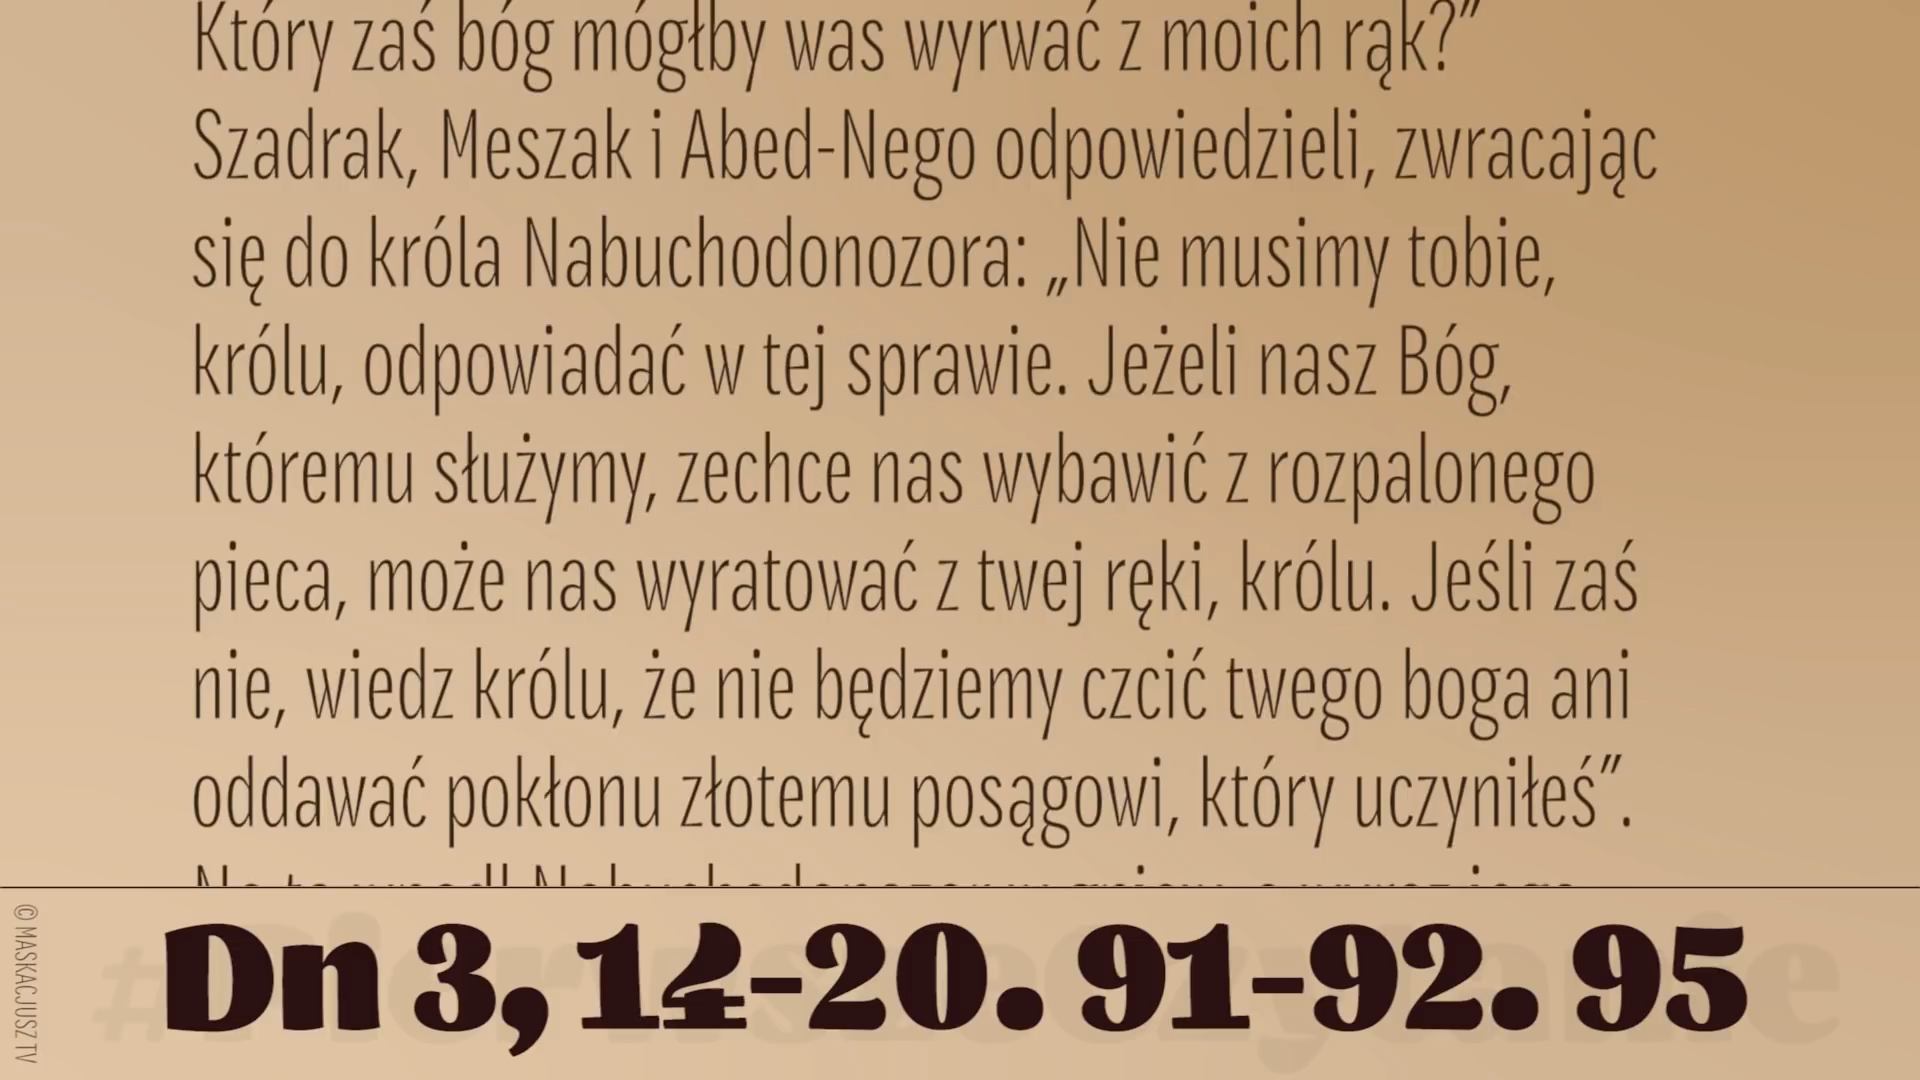 Który zaś bóg mógłby was wyrwać z moich rąk?”
Szadrak, Meszak i Abed-Nego odpowiedzieli, zwracając
się do króla Nabuchodonozora: „Nie musimy tobie,
królu, odpowiadać w tej sprawie. Jeżeli nasz Bóg,
któremu służymy, zechce nas wybawić z rozpalonego
pieca, może nas wyratować z twej ręki, królu. Jeśli zaś
nie, wiedz królu, że nie będziemy czcić twego boga ani
oddawać pokłonu złotemu posągowi, który uczyniłeś”.
Dn 3, 14-20. 91-92. 95
© MASKACJUSZ TV